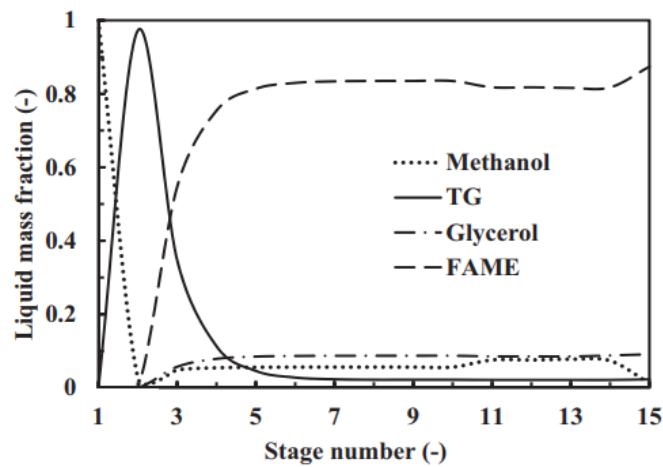 Liquid mass fraction (-)
1
0.8
0.6
0.4
0.2
0
Methanol
TG
Glycerol
FAME
1 3 5 7 9 11 13 15
Stage number (-)